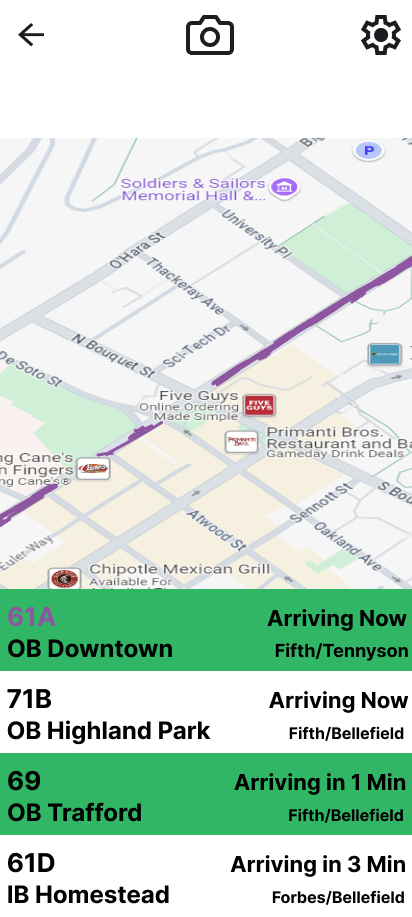 Big
P
Soldiers & Sailors
Memorial Hall &...
University Pl
O'Hara St
Thackeray Ave
Sci-Tech Dr
N Bouquet St
De Soto St
Five Guys
Online Ordering
Made Simple
FIVE
GUYS
Primanti Bros.
Restaurant and Ba
Gameday Drink Deals
PRIMANTI
BROS
ng Cane's
n Fingers
ng Cane's®
S Bou
Sennott St
Atwood St
Oakland Ave
Euler-Way
Chipotle Mexican Grill
Available For
61A
Arriving Now
OB Downtown
Fifth/Tennyson
71B
Arriving Now
OB Highland Park
Fifth/Bellefield
69
Arriving in 1 Min
OB Trafford
Fifth/Bellefield
61D
Arriving in 3 Min
IB Homestead
Forbes/Bellefield